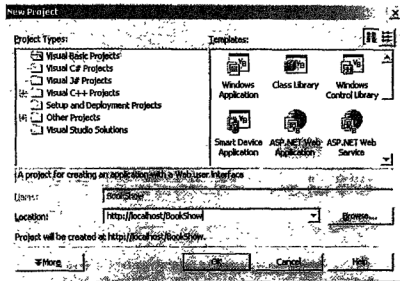 New Project
Project Types:
Templates:
Visual Basic Projects
Visual C# Projects
Visual J# Projects
Visual C++ Projects
Setup and Deployment Projects
Other Projects
Visual Studio Solutions
Windows Application
Class Library
Windows Control Library
Smart Device Application
ASP.NET Web Application
ASP.NET Web Service
A project for creating an application with a Web user interface
Name:
BookShow
Location:
http://localhost/BookShow
Browse...
Project will be created at http://localhost/BookShow.
More
OK
Cancel
Help